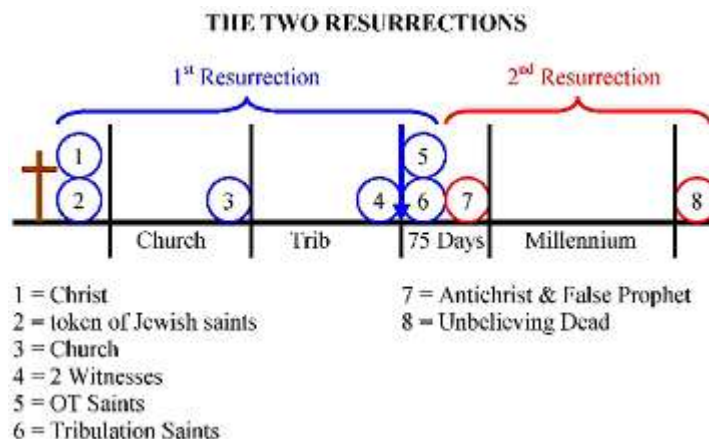 THE TWO RESURRECTIONS
1st Resurrection
2nd Resurrection
1
2
3
4
5
6
7
8
Church
Trib
75 Days
Millennium
1 = Christ
2 = token of Jewish saints
3 = Church
4 = 2 Witnesses
5 = OT Saints
6 = Tribulation Saints
7 = Antichrist & False Prophet
8 = Unbelieving Dead